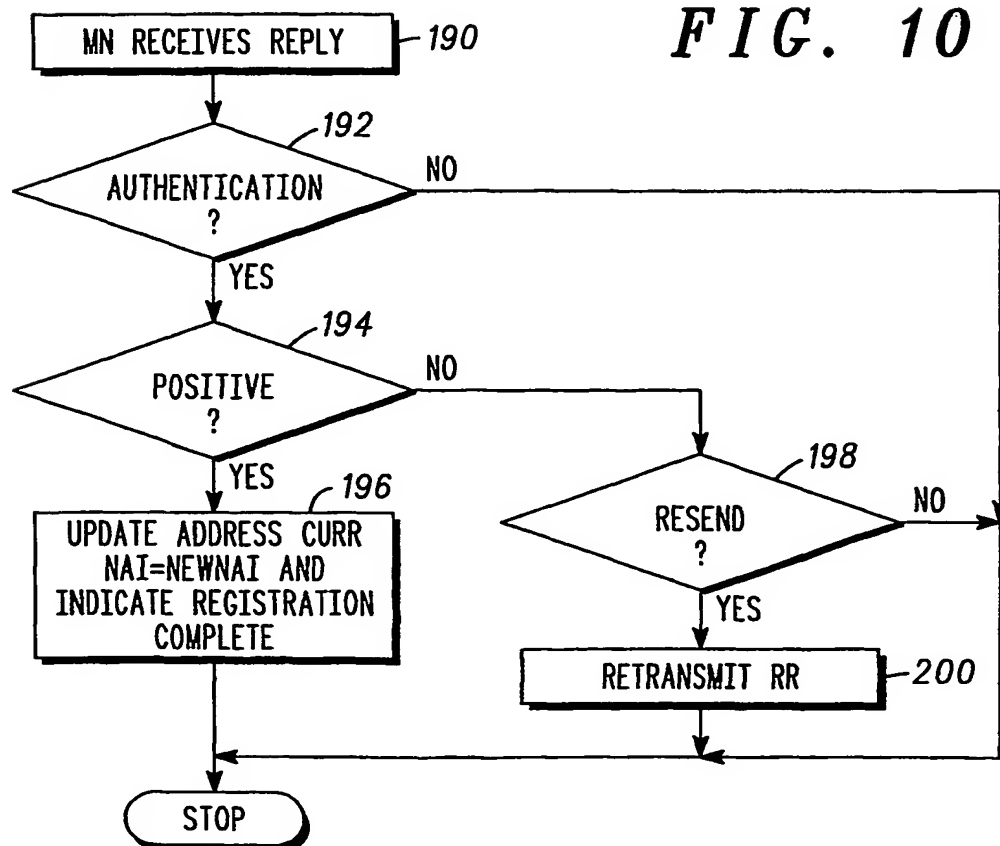 FIG. 10
MN RECEIVES REPLY
190
192
AUTHENTICATION
?
NO
YES
194
POSITIVE
?
NO
YES
196
UPDATE ADDRESS CURR
NAI=NEWNAI AND
INDICATE REGISTRATION
COMPLETE
198
RESEND
?
NO
YES
RETRANSMIT RR
200
STOP